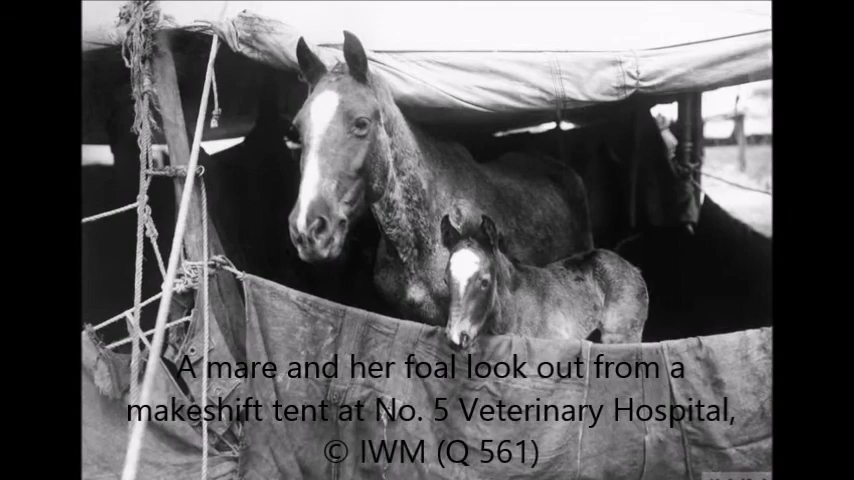 A mare and her foal look out from a
makeshift tent at No. 5 Veterinary Hospital,
© IWM (Q 561)